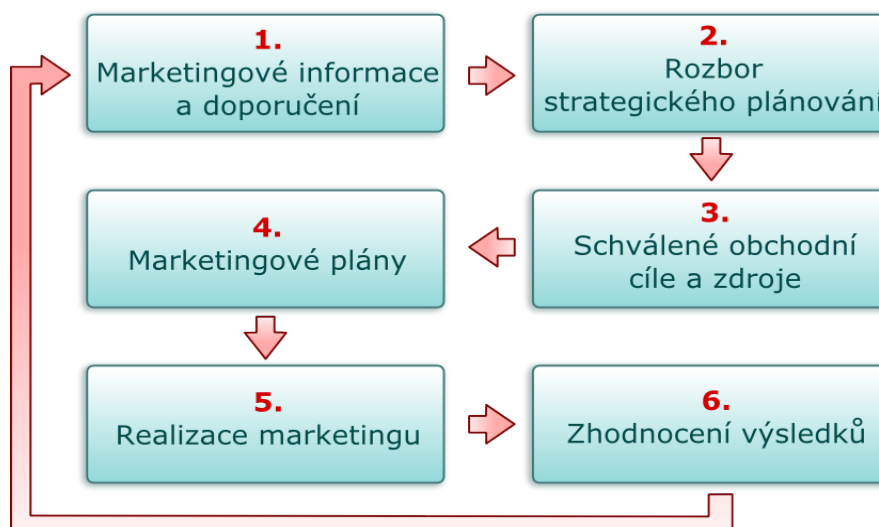 1.
Marketingové informace
a doporučení
2.
Rozbor
strategického plánování
3.
Schválené obchodní
cíle a zdroje
4.
Marketingové plány
5.
Realizace marketingu
6.
Zhodnocení výsledků